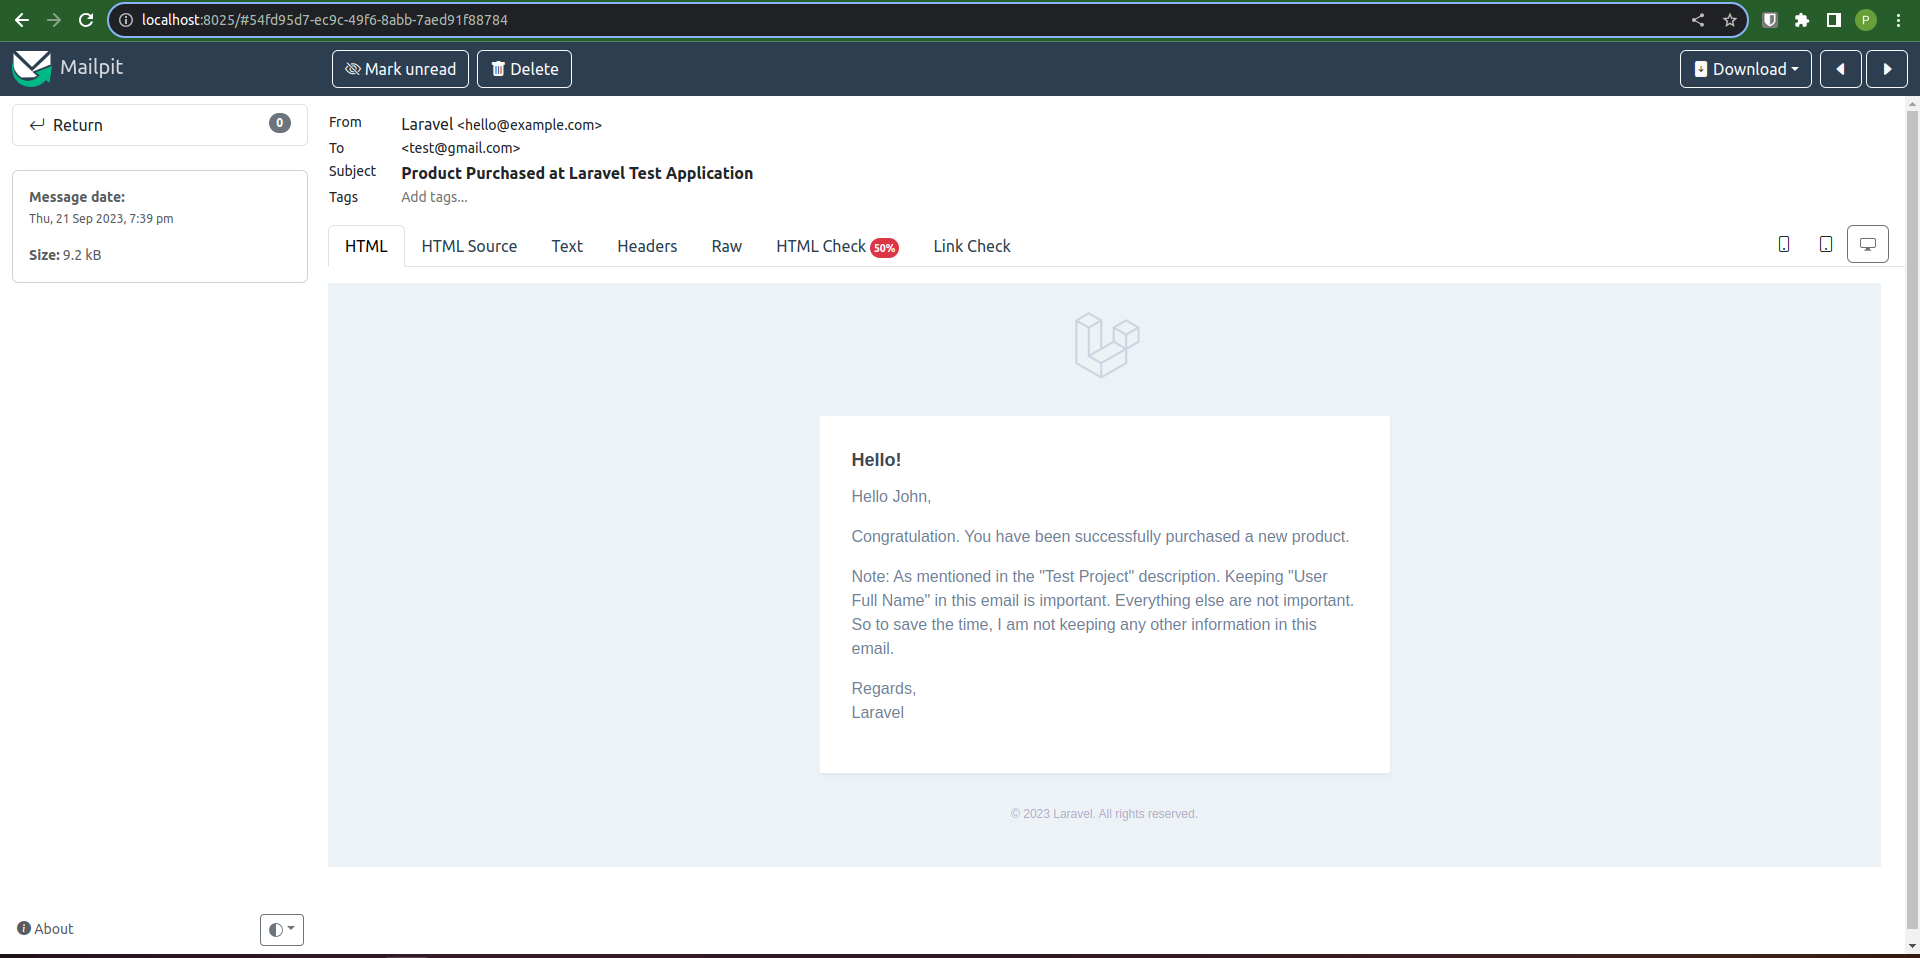 localhost:8025/#54fd95d7-ec9c-49f6-8abb-7aed91f88784
P
Mailpit
Mark unread
Delete
Download
Return
0
Message date:
Thu, 21 Sep 2023, 7:39 pm
Size: 9.2 kB
From Laravel <hello@example.com>
To <test@gmail.com>
Subject Product Purchased at Laravel Test Application
Tags Add tags...
HTML
HTML Source
Text
Headers
Raw
HTML Check 50%
Link Check
Hello!
Hello John,
Congratulation. You have been successfully purchased a new product.
Note: As mentioned in the "Test Project" description. Keeping "User
Full Name" in this email is important. Everything else are not important.
So to save the time, I am not keeping any other information in this
email.
Regards,
Laravel
© 2023 Laravel. All rights reserved.
About